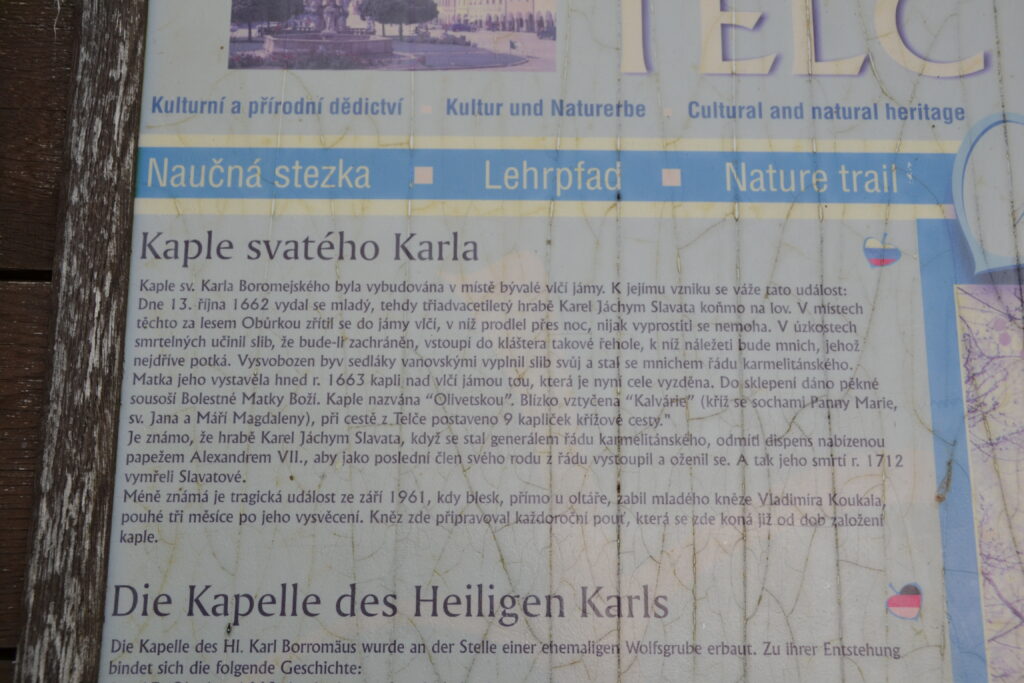 TELČ
Kulturní a přírodní dědictví Kultur und Naturerbe Cultural and natural heritage
Naučná stezka Lehrpfad Nature trail
Kaple svatého Karla
Kaple sv. Karla Boromejského byla vybudována v místě bývalé vlčí jámy. K jejímu vzniku se váže tato událost:
Dne 13. října 1662 vydal se mladý, tehdy třiadvacetiletý hrabě Karel Jáchym Slavata koňmo na lov. V místech
těchto za lesem Obůrkou zřítil se do jámy vlčí, v níž prodlel přes noc, nijak vyprostiti se nemoha. V úzkostech
smrtelných učinil slib, že bude-li zachráněn, vstoupí do kláštera takové řehole, k níž náležeti bude mnich, jehož
nejdříve potká. Vysvobozen byv sedláky vanovskými vyplnil slib svůj a stal se mnichem řádu karmelitánského.
Matka jeho vystavěla hned r. 1663 kapli nad vlčí jámou tou, která je nyní cele vyzděna. Do sklepení dáno pěkné
sousoší Bolestné Matky Boží. Kaple nazvána "Olivetskou". Blízko vztyčena "Kalvárie" (kříž se sochami Panny Marie,
sv. Jana a Máří Magdaleny), při cestě z Telče postaveno 9 kapliček křížové cesty."
Je známo, že hrabě Karel Jáchym Slavata, když se stal generálem řádu karmelitánského, odmítl dispens nabízenou
papežem Alexandrem VII., aby jako poslední člen svého rodu z řádu vystoupil a oženil se. A tak jeho smrtí r. 1712
vymřeli Slavatové.
Méně známá je tragická událost ze září 1961, kdy blesk, přímo u oltáře, zabil mladého kněze Vladimíra Koukala,
pouhé tři měsíce po jeho vysvěcení. Kněz zde připravoval každoroční pouť, která se zde koná již od dob založení
kaple.
Die Kapelle des Heiligen Karls
Die Kapelle des Hl. Karl Borromäus wurde an der Stelle einer ehemaligen Wolfsgrube erbaut. Zu ihrer Entstehung
bindet sich die folgende Geschichte: